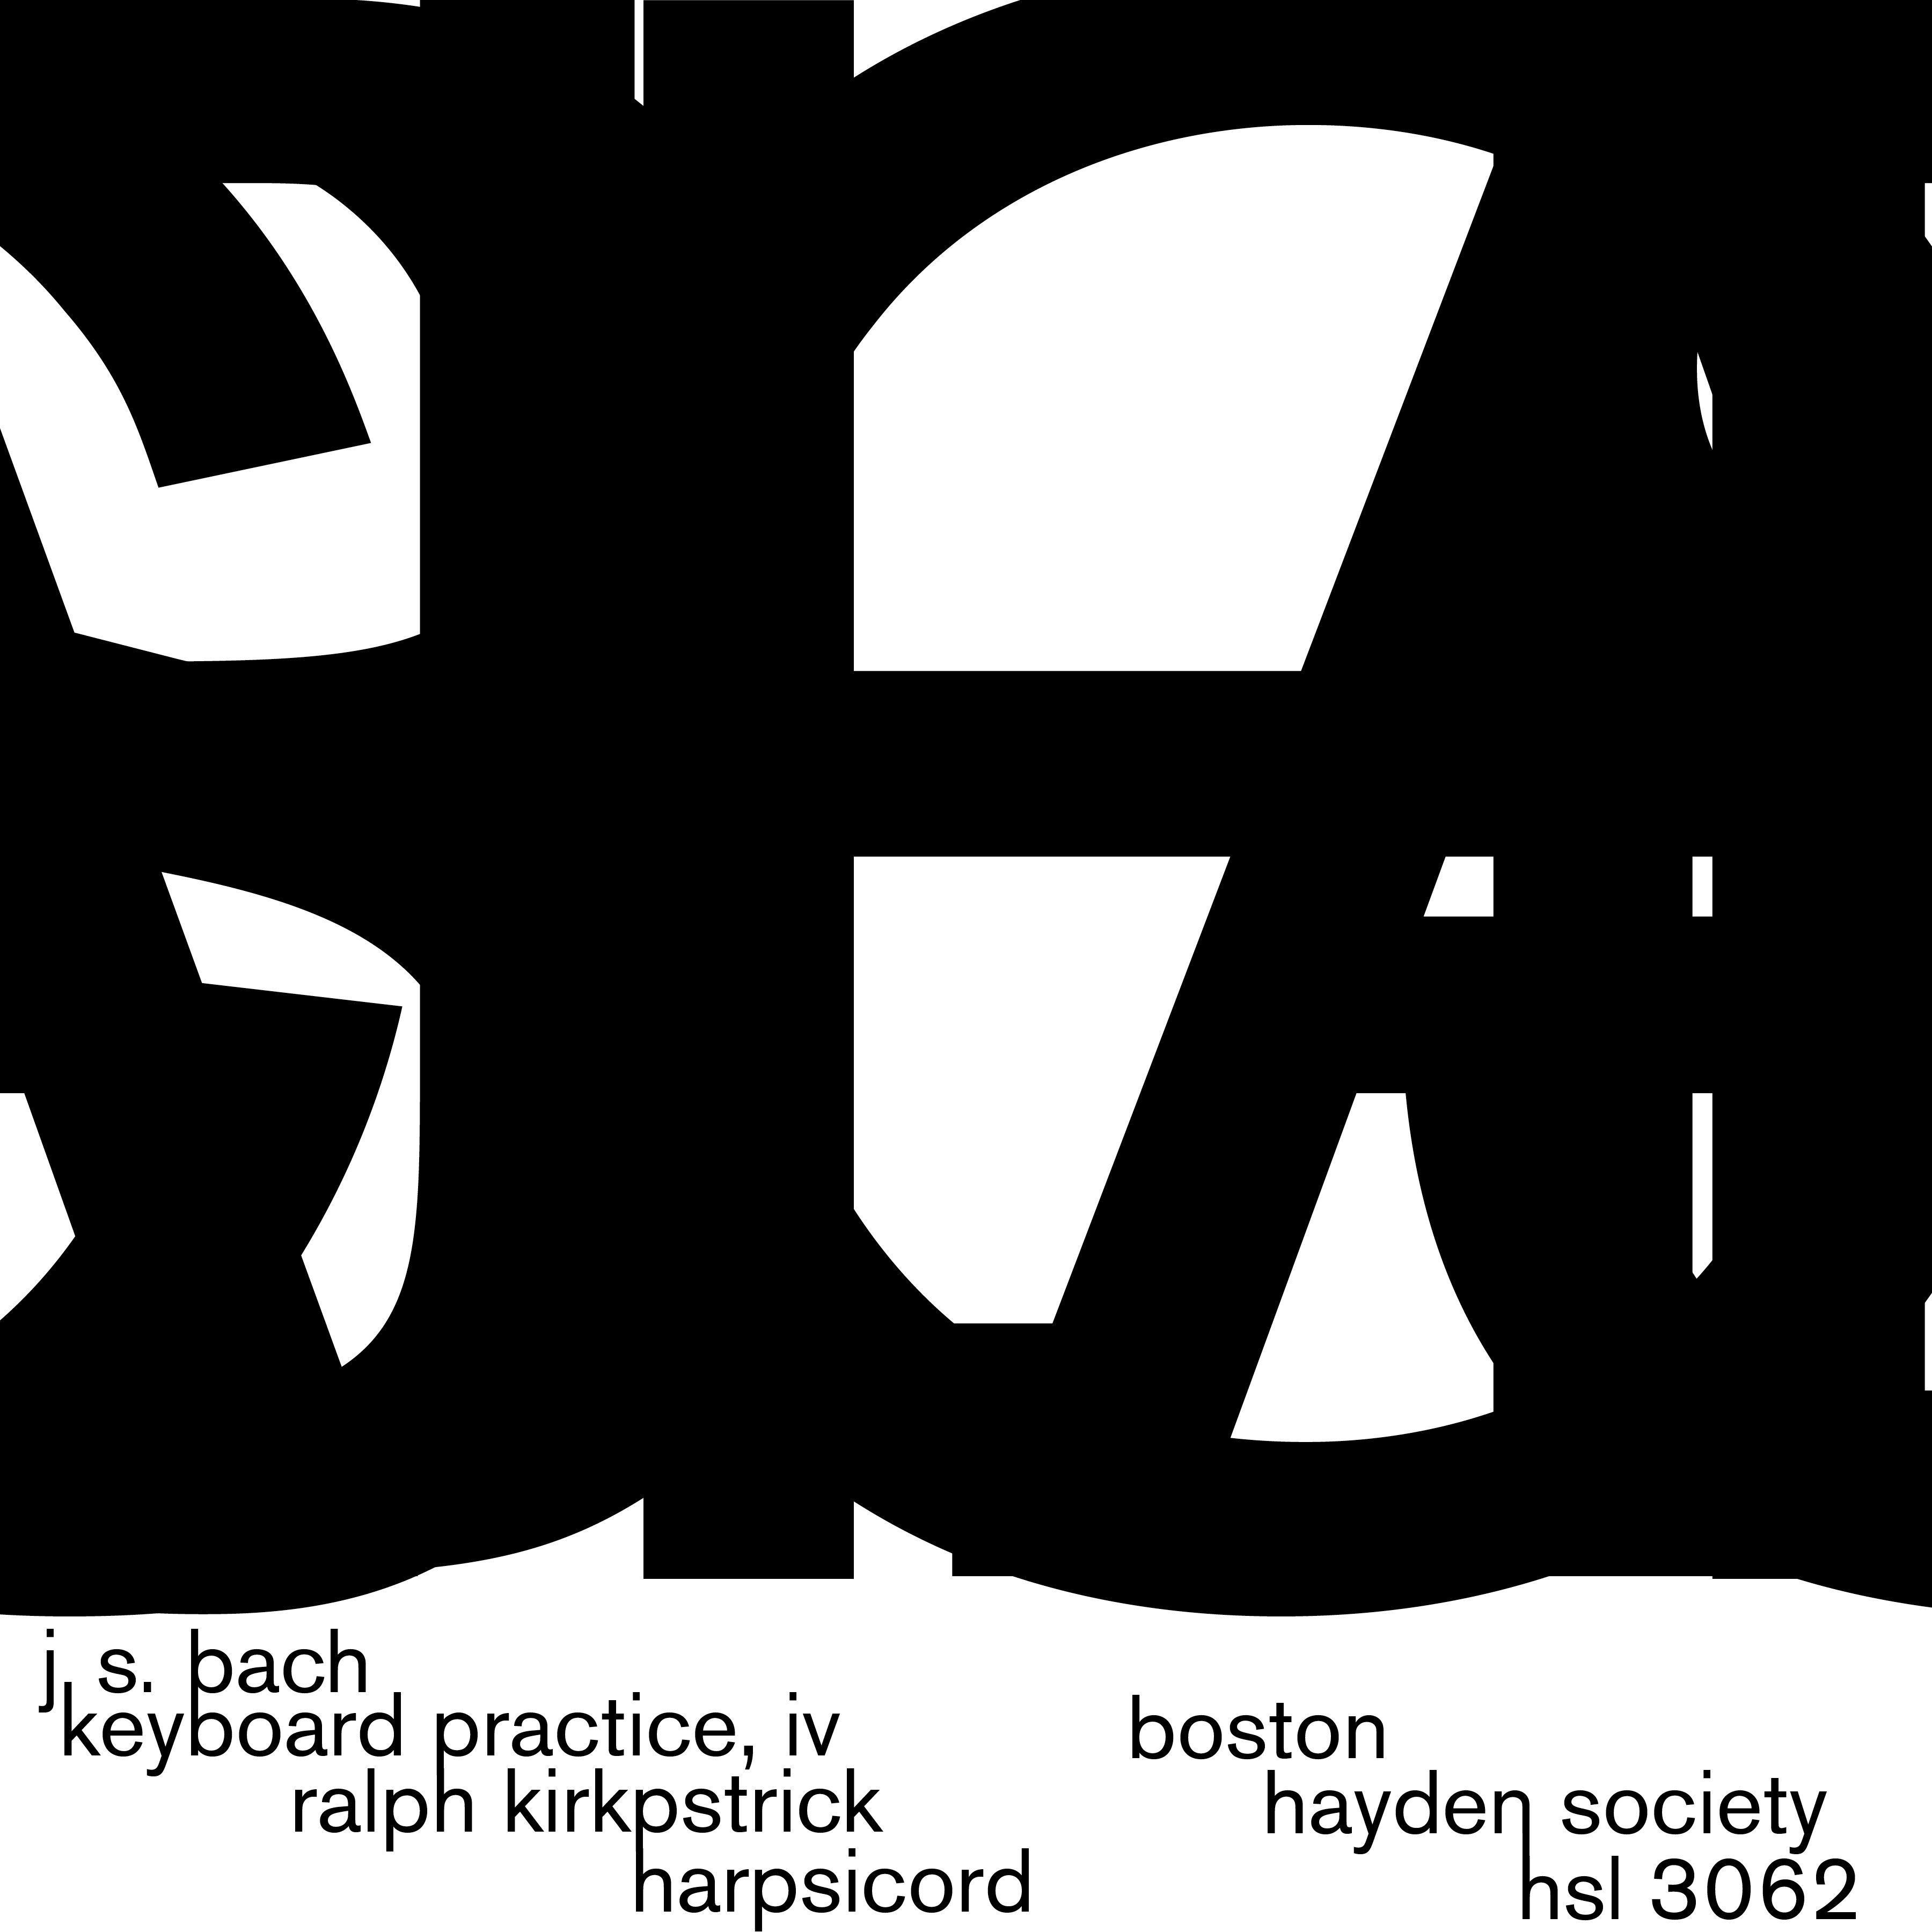 j. s. bach
keyboard practice, iv
ralph kirkpstrick
harpsicord
boston
hayden society
hsl 3062